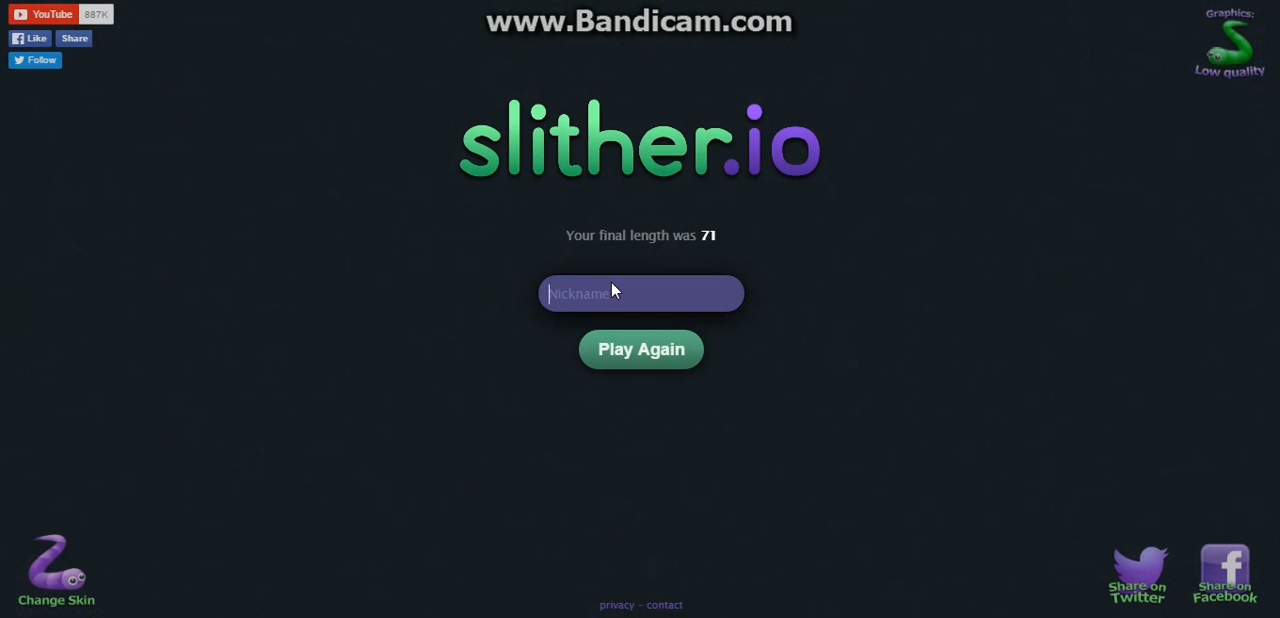 YouTube 887K
www.Bandicam.com
Graphics:
Like Share
Follow
Low quality
slither.io
Your final length was 71
Nickname
Play Again
Change Skin
Share on
Twitter
Share on
Facebook
privacy - contact